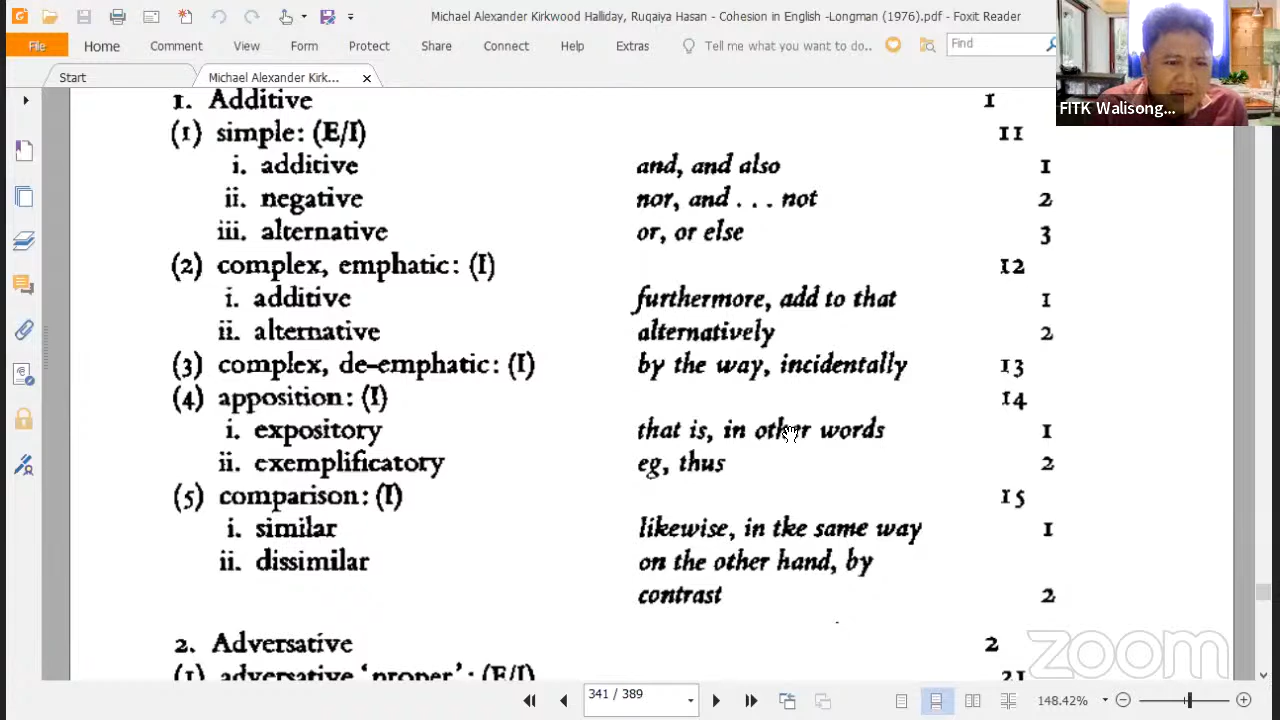 Michael Alexander Kirkwood Halliday, Ruqaiya Hasan - Cohesion in English -Longman (1976).pdf - Foxit Reader
File Home Comment View Form Protect Share Connect Help Extras Tell me what you want to do.. Find
Start Michael Alexander Kirk...
FITK Walisong...
1. Additive 1
(1) simple: (E/I) 11
i. additive and, and also 1
ii. negative nor, and . . . not 2
iii. alternative or, or else 3
(2) complex, emphatic: (I) 12
i. additive furthermore, add to that 1
ii. alternative alternatively 2
(3) complex, de-emphatic: (I) by the way, incidentally 13
(4) apposition: (I) 14
i. expository that is, in other words 1
ii. exemplificatory eg, thus 2
(5) comparison: (I) 15
i. similar likewise, in tke same way 1
ii. dissimilar on the other hand, by
contrast 2
2. Adversative 2
(1) adversative ‘proper’: (E/I) 21
zoom
341 / 389 148.42%